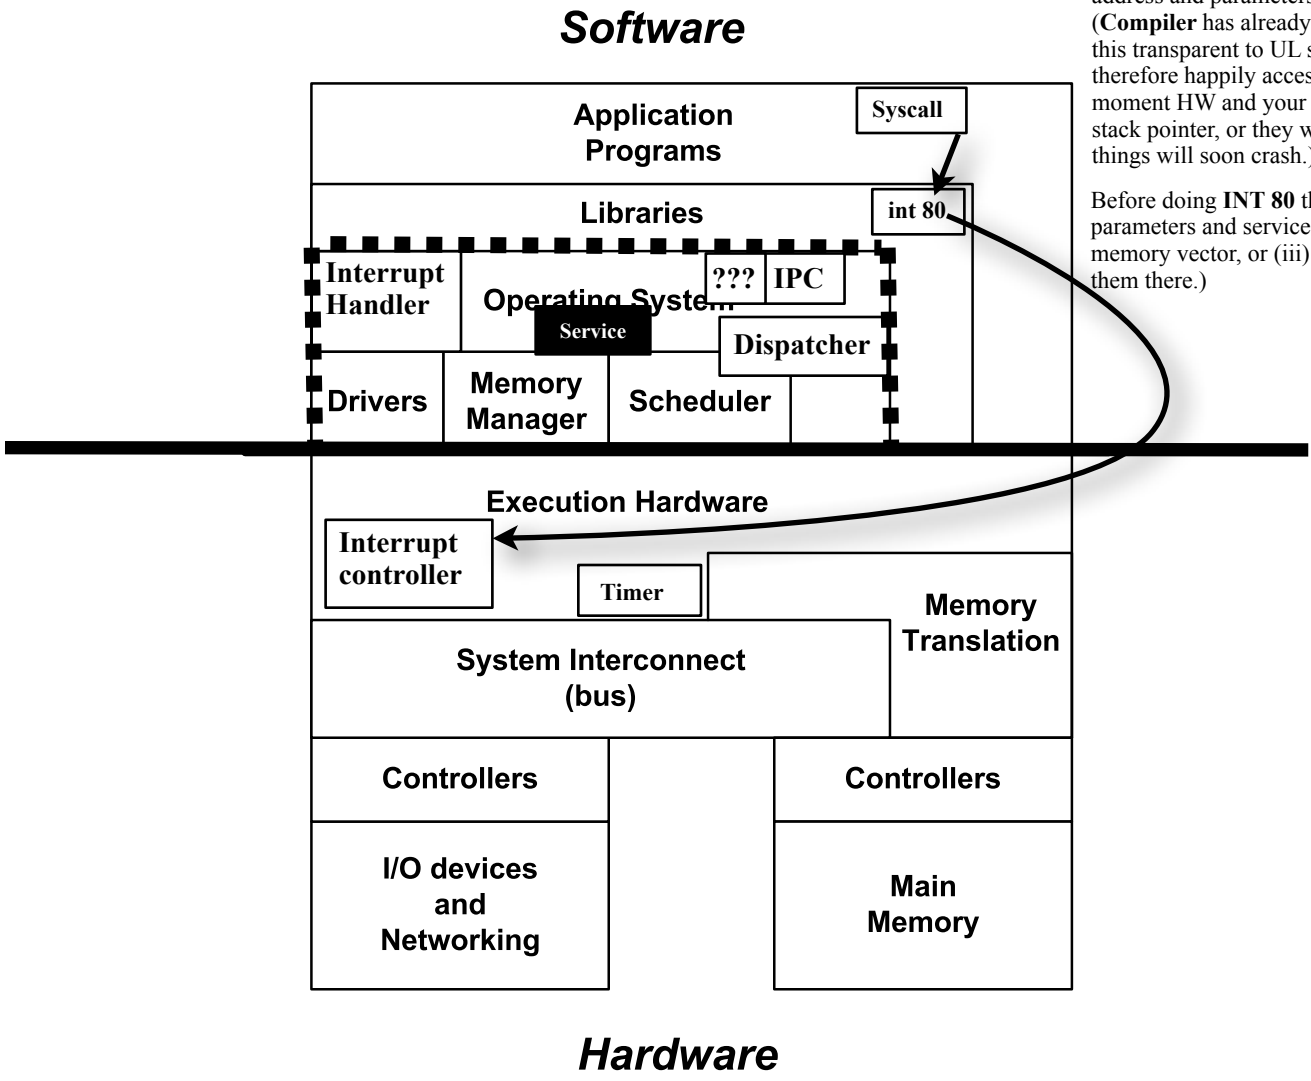 Software
address and parameters
(Compiler has already
this transparent to UL s
therefore happily acces
moment HW and your
stack pointer, or they w
things will soon crash.)
Before doing INT 80 th
parameters and service
memory vector, or (iii)
them there.)
Application
Programs
Syscall
Libraries
int 80
Interrupt
Handler
Operating System
??? IPC
Service
Dispatcher
Drivers
Memory
Manager
Scheduler
Execution Hardware
Interrupt
controller
Timer
Memory
Translation
System Interconnect
(bus)
Controllers
Controllers
I/O devices
and
Networking
Main
Memory
Hardware